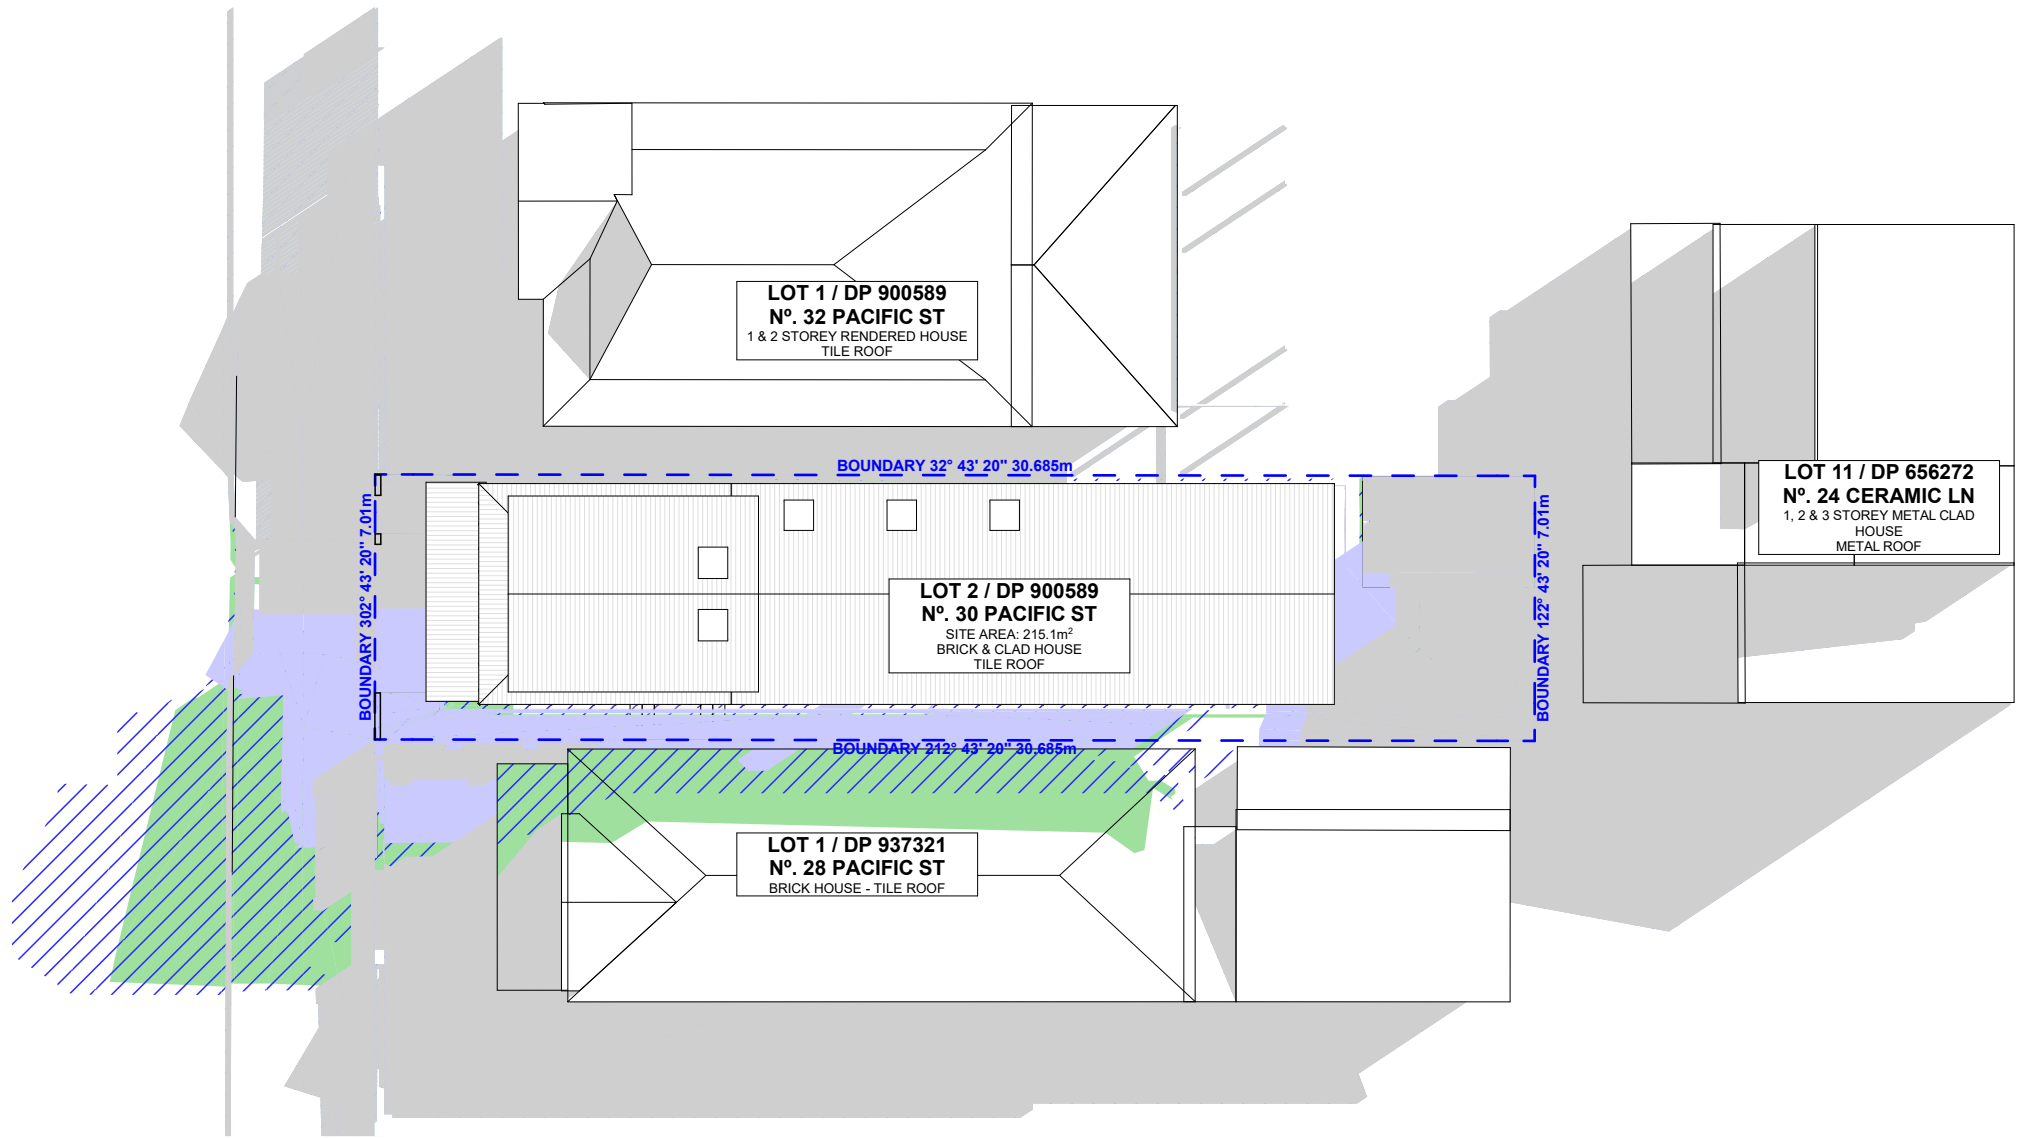 LOT 1 / DP 900589
Nº. 32 PACIFIC ST
1 & 2 STOREY RENDERED HOUSE
TILE ROOF
BOUNDARY 32° 43' 20" 30.685m
LOT 11 / DP 656272
Nº. 24 CERAMIC LN
1, 2 & 3 STOREY METAL CLAD
HOUSE
METAL ROOF
BOUNDARY 302° 43' 20" 7.01m
LOT 2 / DP 900589
Nº. 30 PACIFIC ST
SITE AREA: 215.1m²
BRICK & CLAD HOUSE
TILE ROOF
BOUNDARY 122° 43' 20" 7.01m
BOUNDARY 212° 43' 20" 30.685m
LOT 1 / DP 937321
Nº. 28 PACIFIC ST
BRICK HOUSE - TILE ROOF